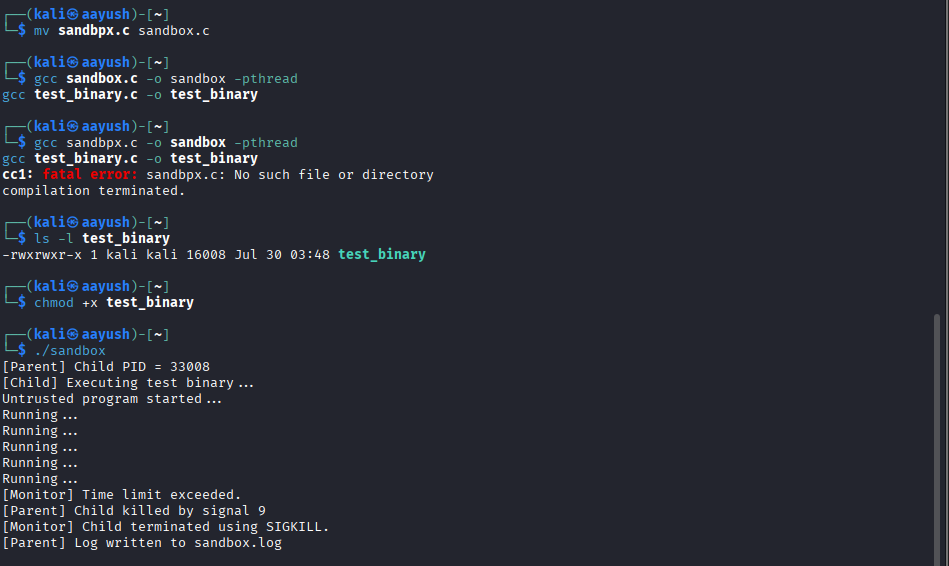 ┌──(kali㉿aayush)-[~]
└─$ mv sandbpx.c sandbox.c
┌──(kali㉿aayush)-[~]
└─$ gcc sandbox.c -o sandbox -pthread
gcc test_binary.c -o test_binary
┌──(kali㉿aayush)-[~]
└─$ gcc sandbpx.c -o sandbox -pthread
gcc test_binary.c -o test_binary
cc1: fatal error: sandbpx.c: No such file or directory
compilation terminated.
┌──(kali㉿aayush)-[~]
└─$ ls -l test_binary
-rwxrwxr-x 1 kali kali 16008 Jul 30 03:48 test_binary
┌──(kali㉿aayush)-[~]
└─$ chmod +x test_binary
┌──(kali㉿aayush)-[~]
└─$ ./sandbox
[Parent] Child PID = 33008
[Child] Executing test binary...
Untrusted program started...
Running...
Running...
Running...
Running...
Running...
[Monitor] Time limit exceeded.
[Parent] Child killed by signal 9
[Monitor] Child terminated using SIGKILL.
[Parent] Log written to sandbox.log